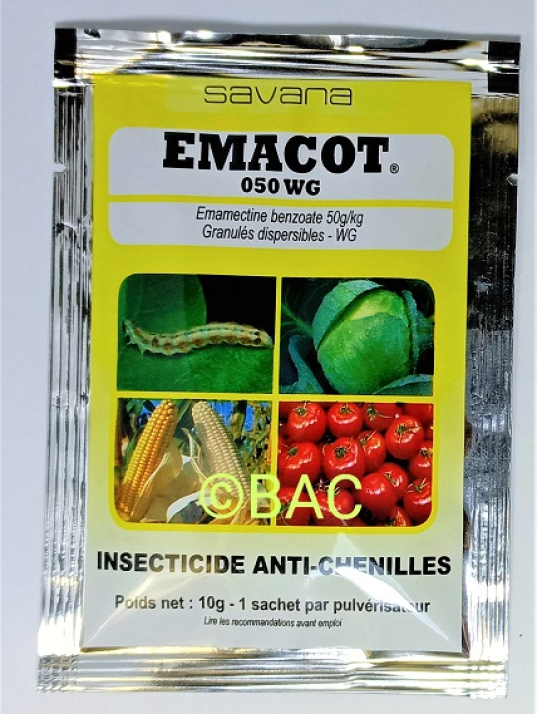 savana
EMACOT®
050 WG
Emamectine benzoate 50g/kg
Granulés dispersibles - WG
©BAC
INSECTICIDE ANTI-CHENILLES
Poids net : 10g - 1 sachet par pulvérisateur
Lire les recommandations avant emploi